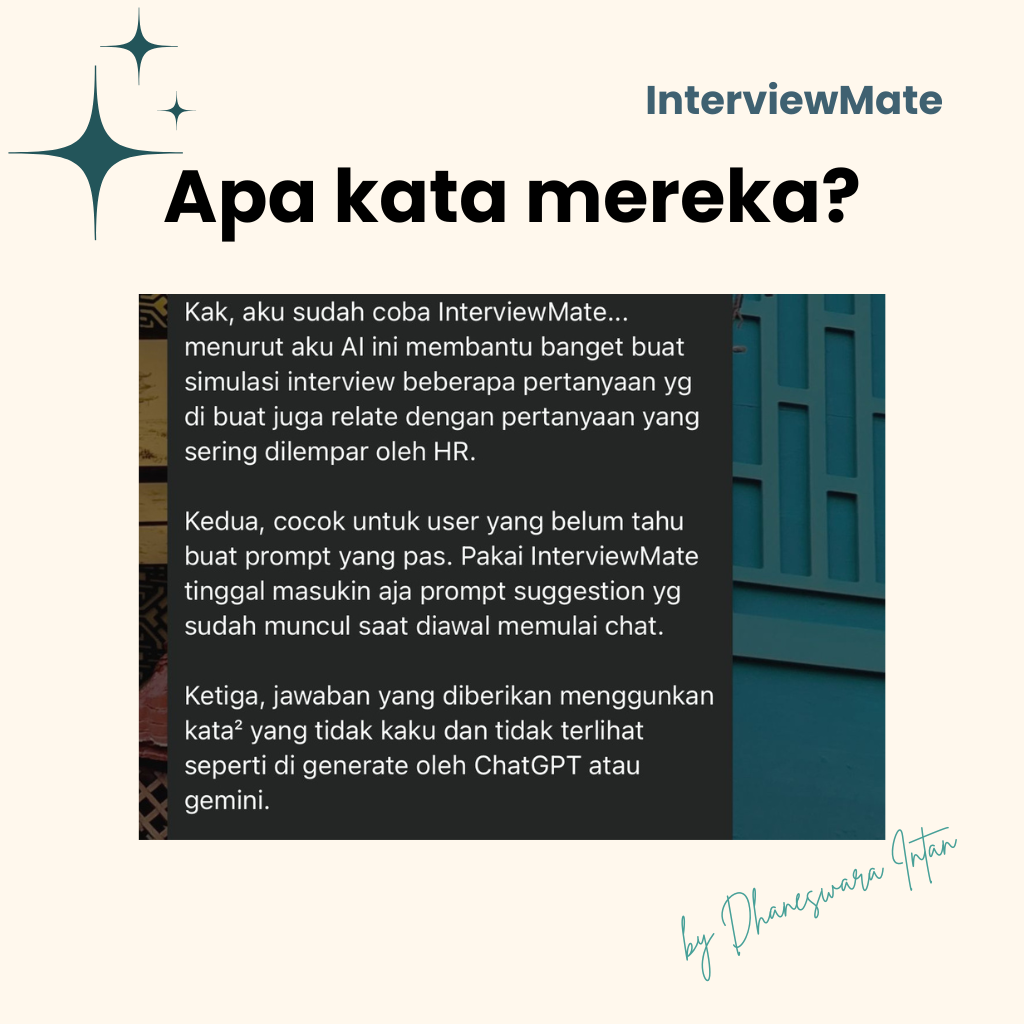 InterviewMate
Apa kata mereka?
Kak, aku sudah coba InterviewMate...
menurut aku AI ini membantu banget buat
simulasi interview beberapa pertanyaan yg
di buat juga relate dengan pertanyaan yang
sering dilempar oleh HR.
Kedua, cocok untuk user yang belum tahu
buat prompt yang pas. Pakai InterviewMate
tinggal masukin aja prompt suggestion yg
sudah muncul saat diawal memulai chat.
Ketiga, jawaban yang diberikan menggunkan
kata² yang tidak kaku dan tidak terlihat
seperti di generate oleh ChatGPT atau
gemini.
by Dhaneswara Intan